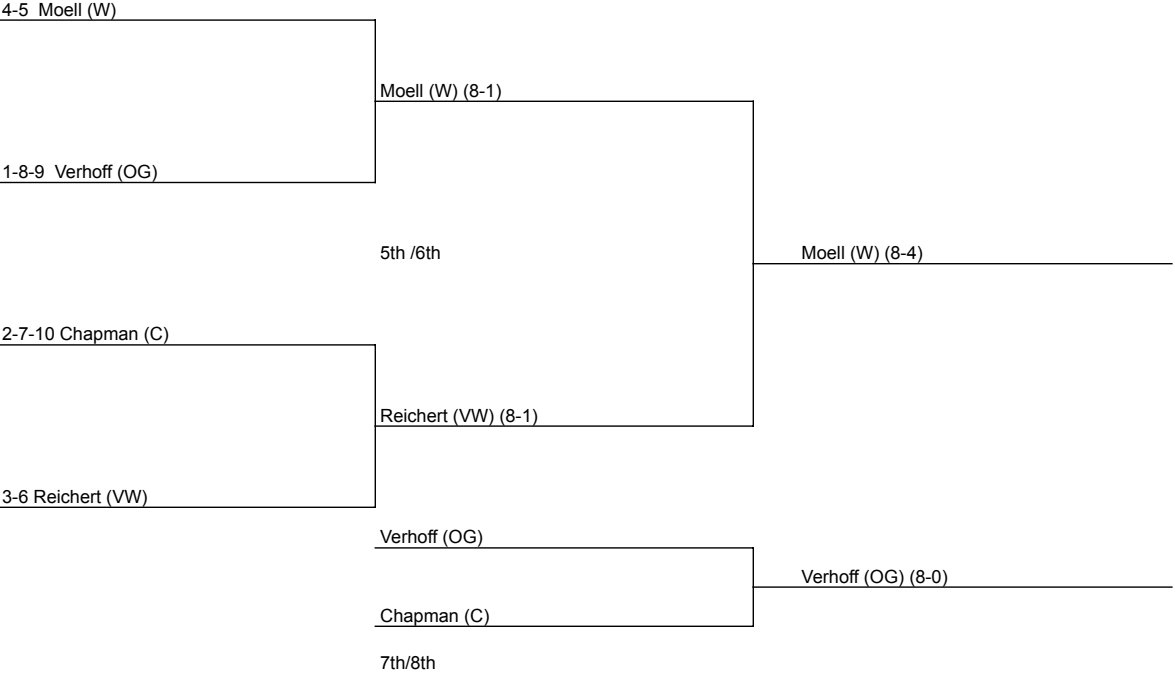 4-5  Moell (W)
Moell (W) (8-1)
1-8-9  Verhoff (OG)
5th /6th
Moell (W) (8-4)
2-7-10 Chapman (C)
Reichert (VW) (8-1)
3-6 Reichert (VW)
Verhoff (OG)
Verhoff (OG) (8-0)
Chapman (C)
7th/8th